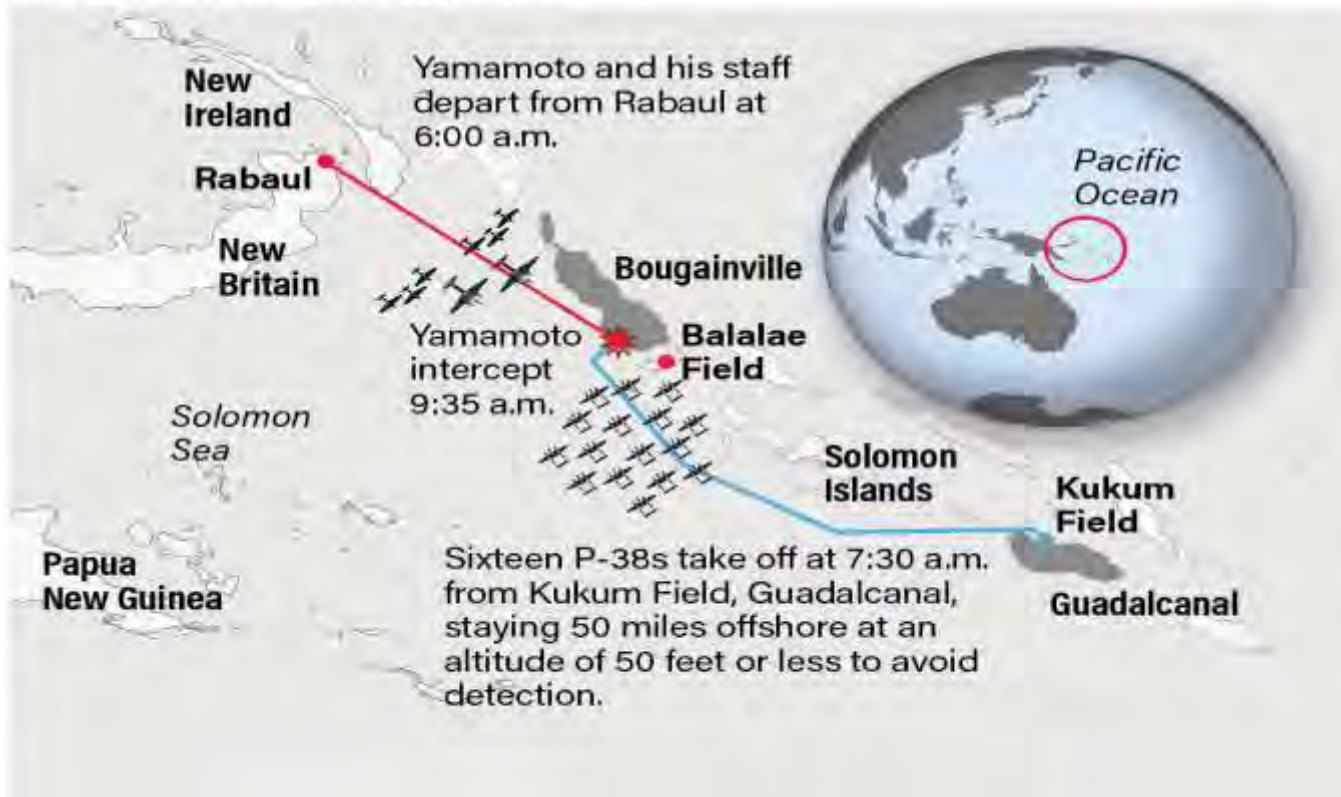 New
Ireland
Yamamoto and his staff
depart from Rabaul at
6:00 a.m.
Rabaul
Pacific
Ocean
New
Britain
Bougainville
Yamamoto
intercept
9:35 a.m.
Balalae
Field
Solomon
Sea
Solomon
Islands
Kukum
Field
Papua
New Guinea
Sixteen P-38s take off at 7:30 a.m.
from Kukum Field, Guadalcanal,
staying 50 miles offshore at an
altitude of 50 feet or less to avoid
detection.
Guadalcanal